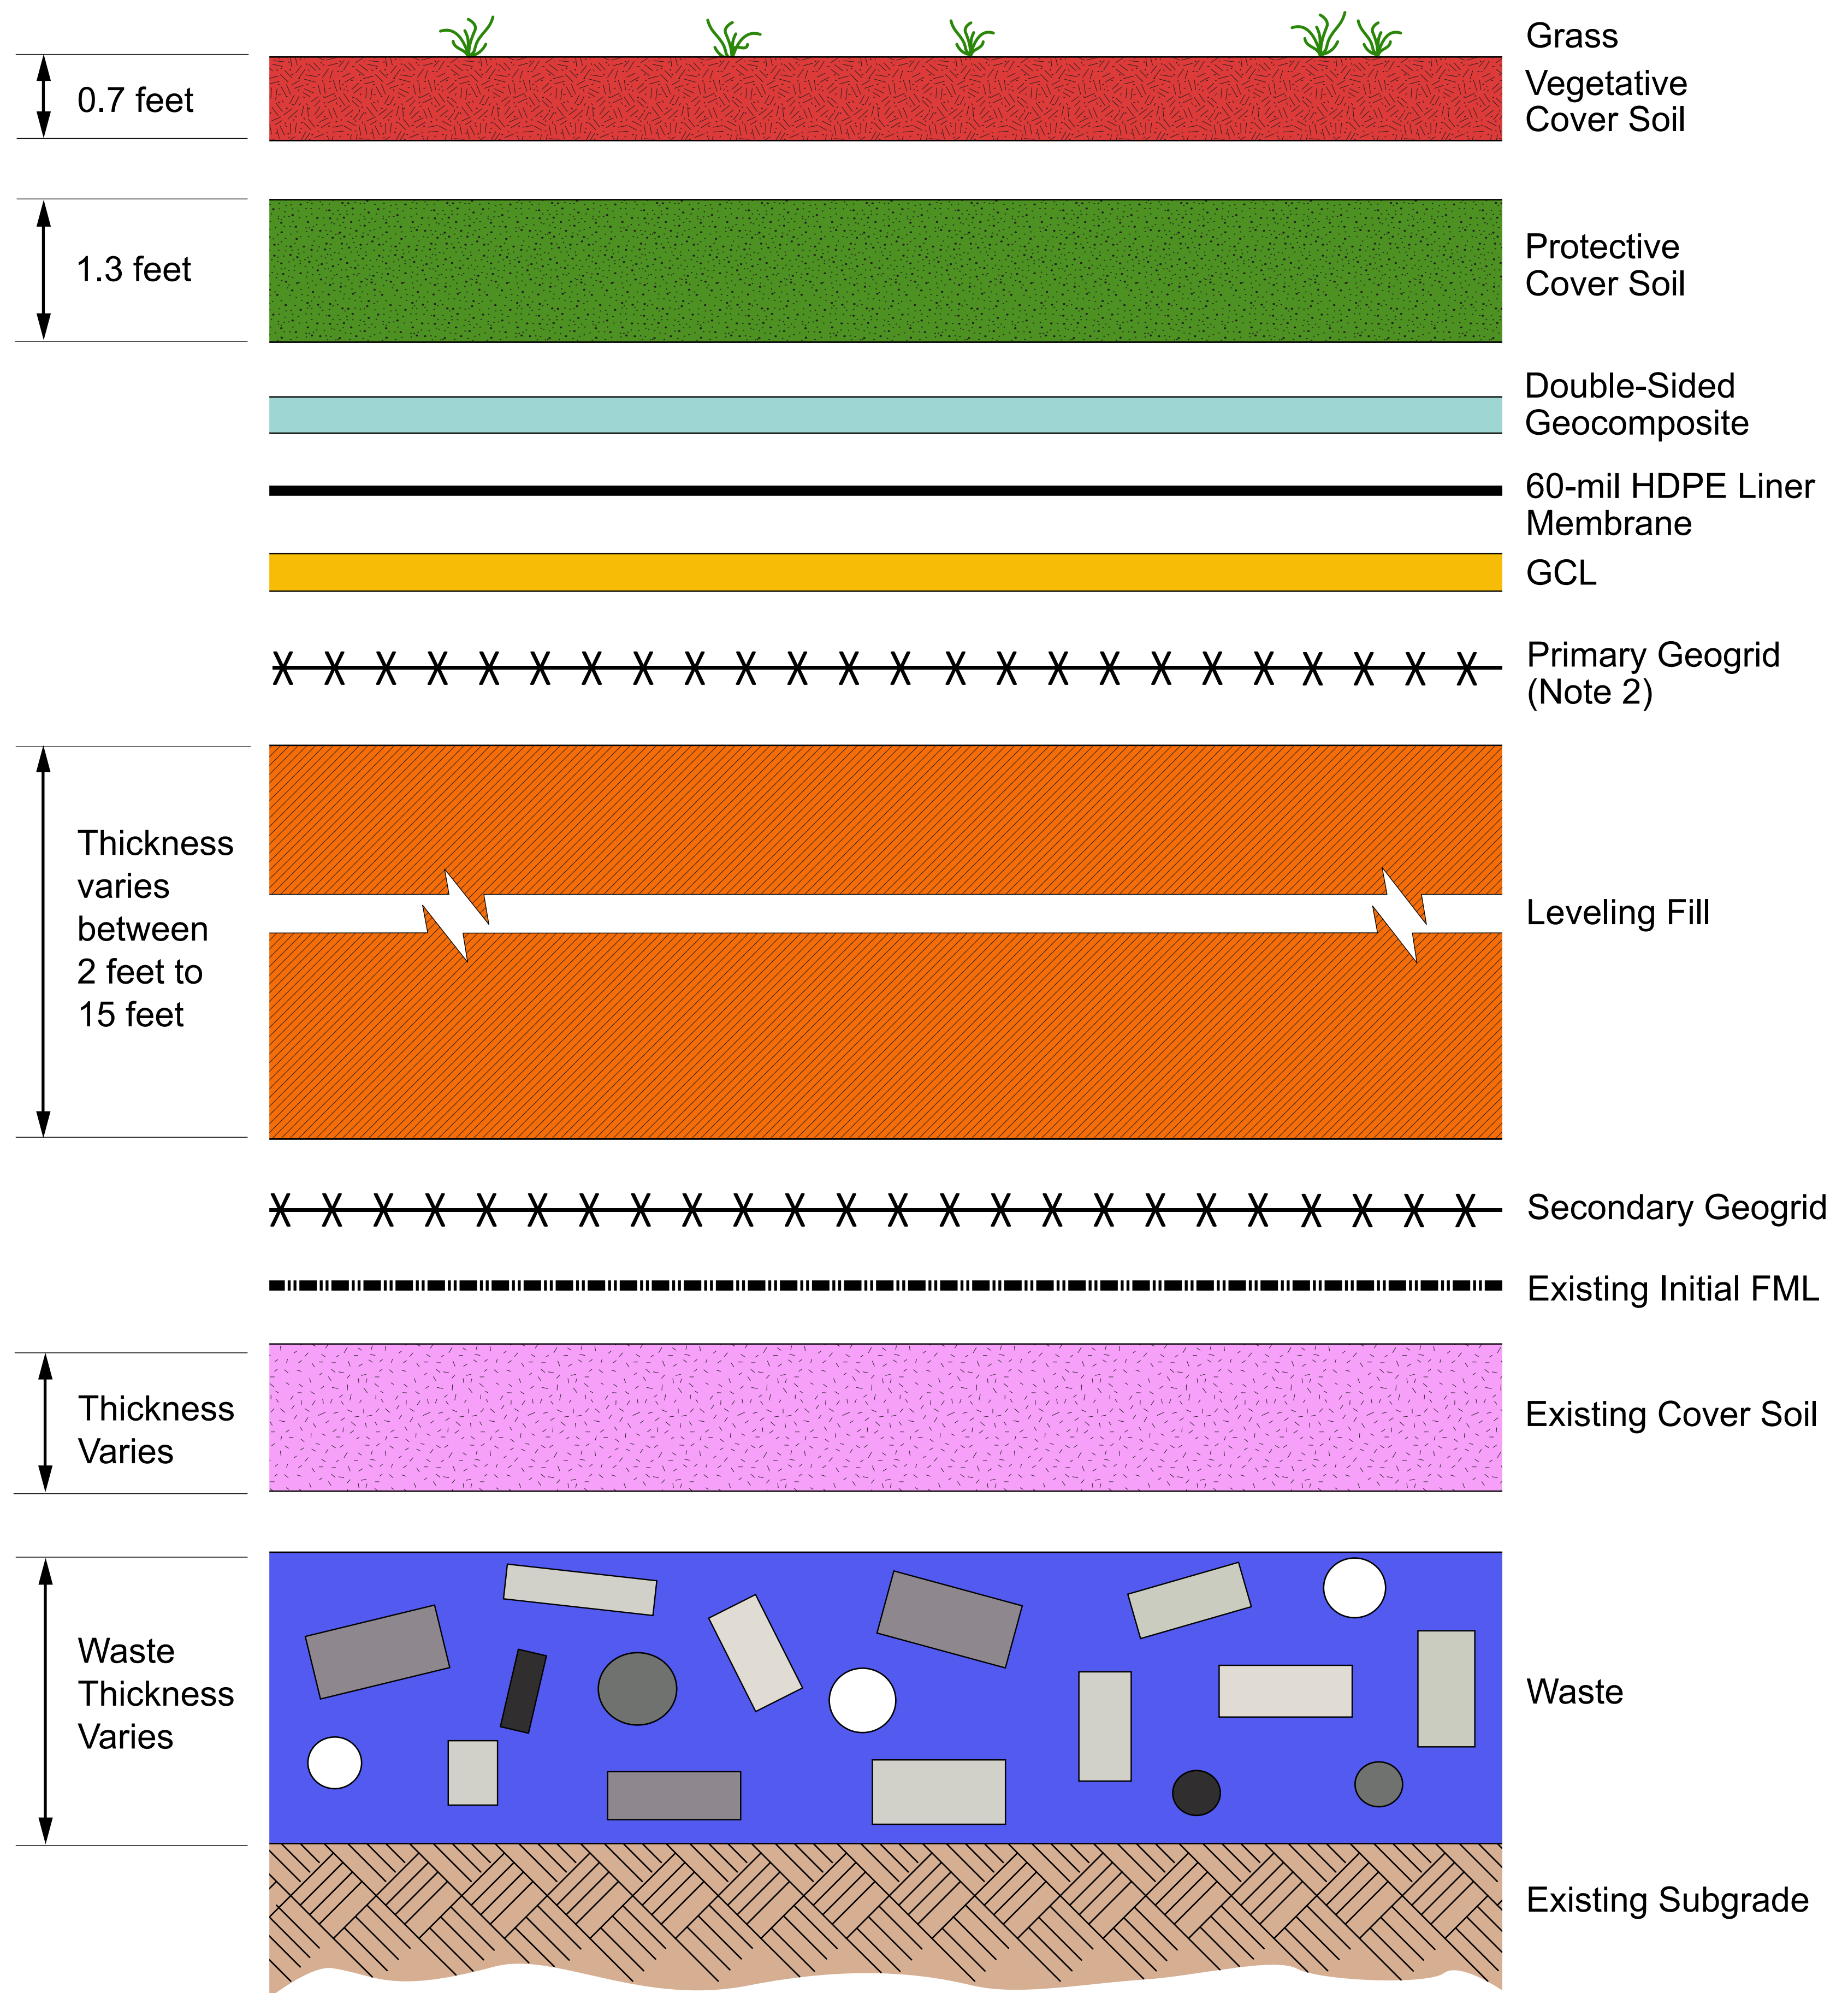 Grass
0.7 feet
Vegetative
Cover Soil
1.3 feet
Protective
Cover Soil
Double-Sided
Geocomposite
60-mil HDPE Liner
Membrane
GCL
Primary Geogrid
(Note 2)
Thickness
varies
between
2 feet to
15 feet
Leveling Fill
Secondary Geogrid
Existing Initial FML
Thickness
Varies
Existing Cover Soil
Waste
Thickness
Varies
Waste
Existing Subgrade